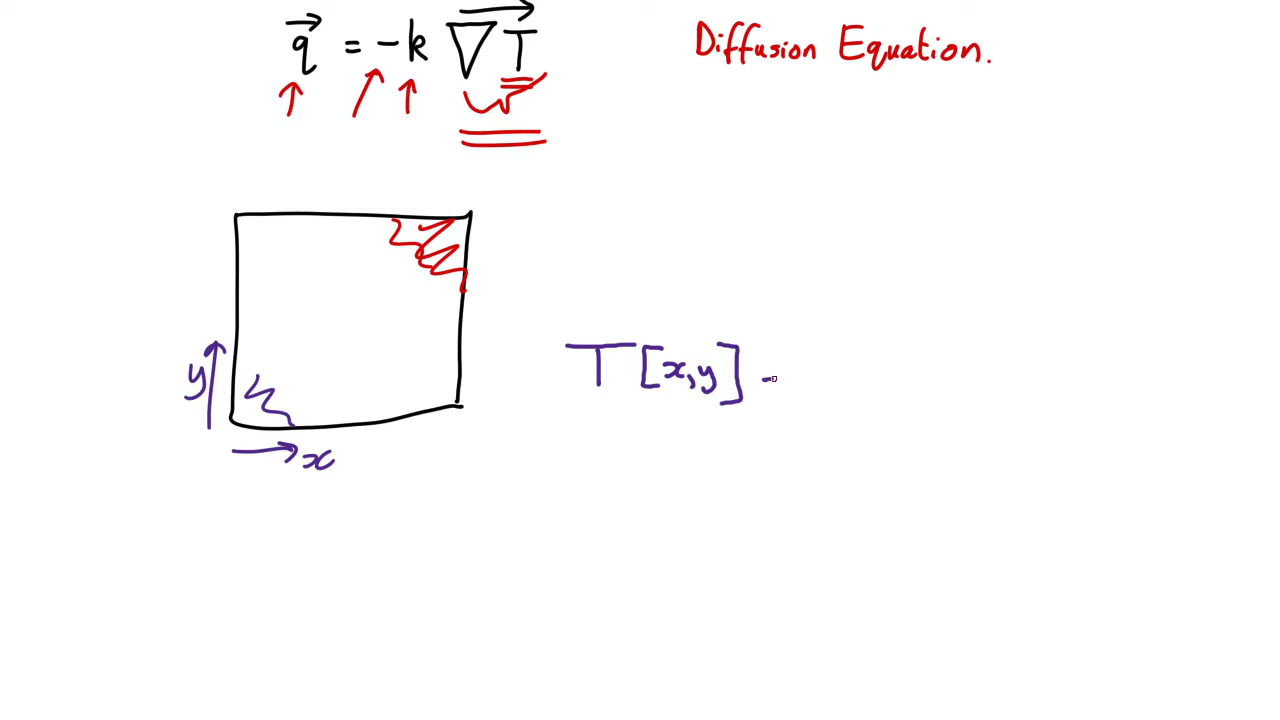 q⃗ = -k ∇⃗T
Diffusion Equation.
T[x,y] -
y
x